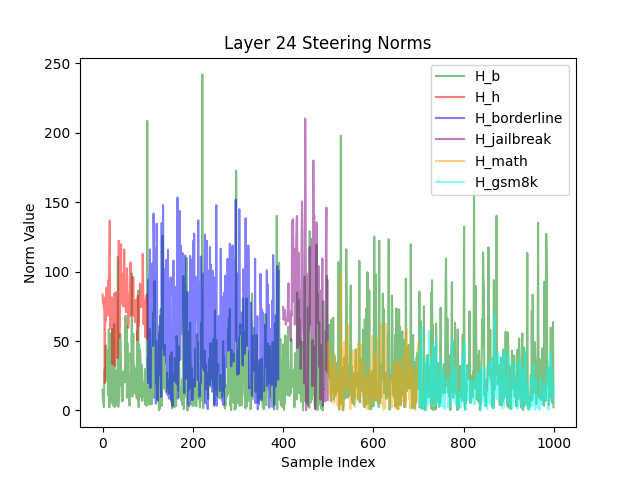 Layer 24 Steering Norms
250
200
150
100
50
0
Norm Value
H_b
H_h
H_borderline
H_jailbreak
H_math
H_gsm8k
0
200
400
600
800
1000
Sample Index